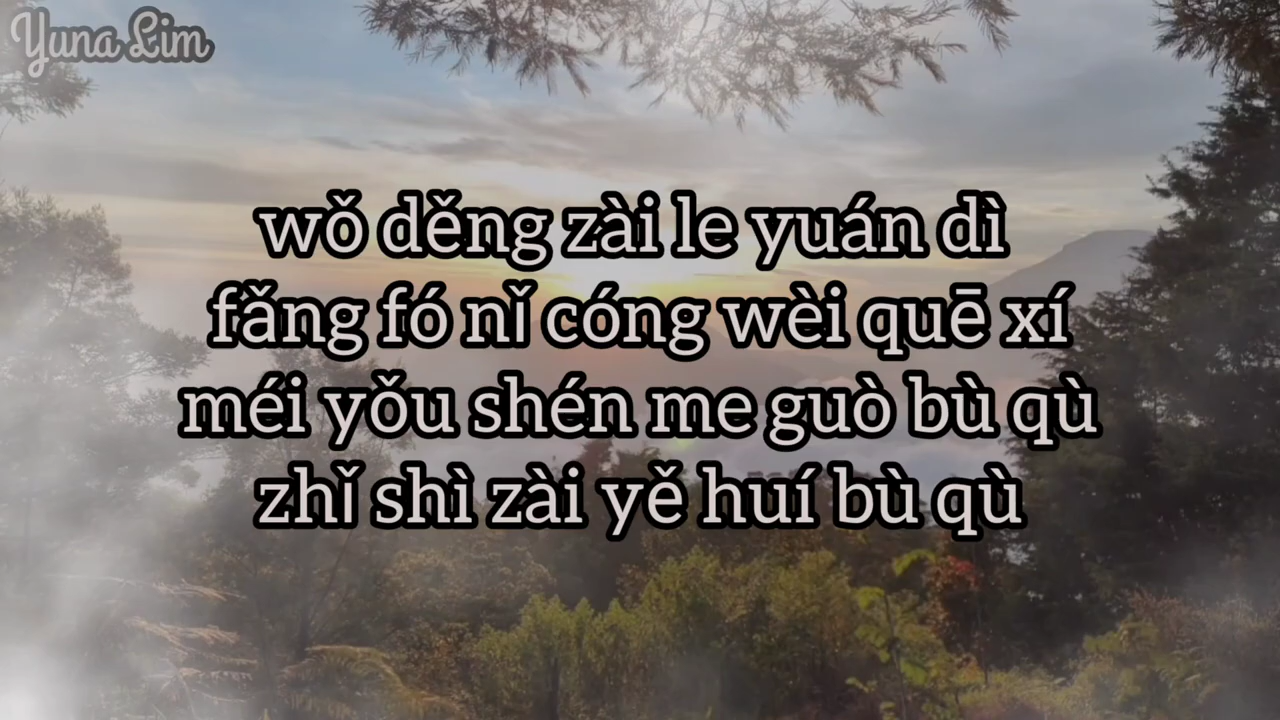 Yuna Lim
wǒ děng zài le yuán dì
fǎng fó nǐ cóng wèi quē xí
méi yǒu shén me guò bù qù
zhǐ shì zài yě huí bù qù